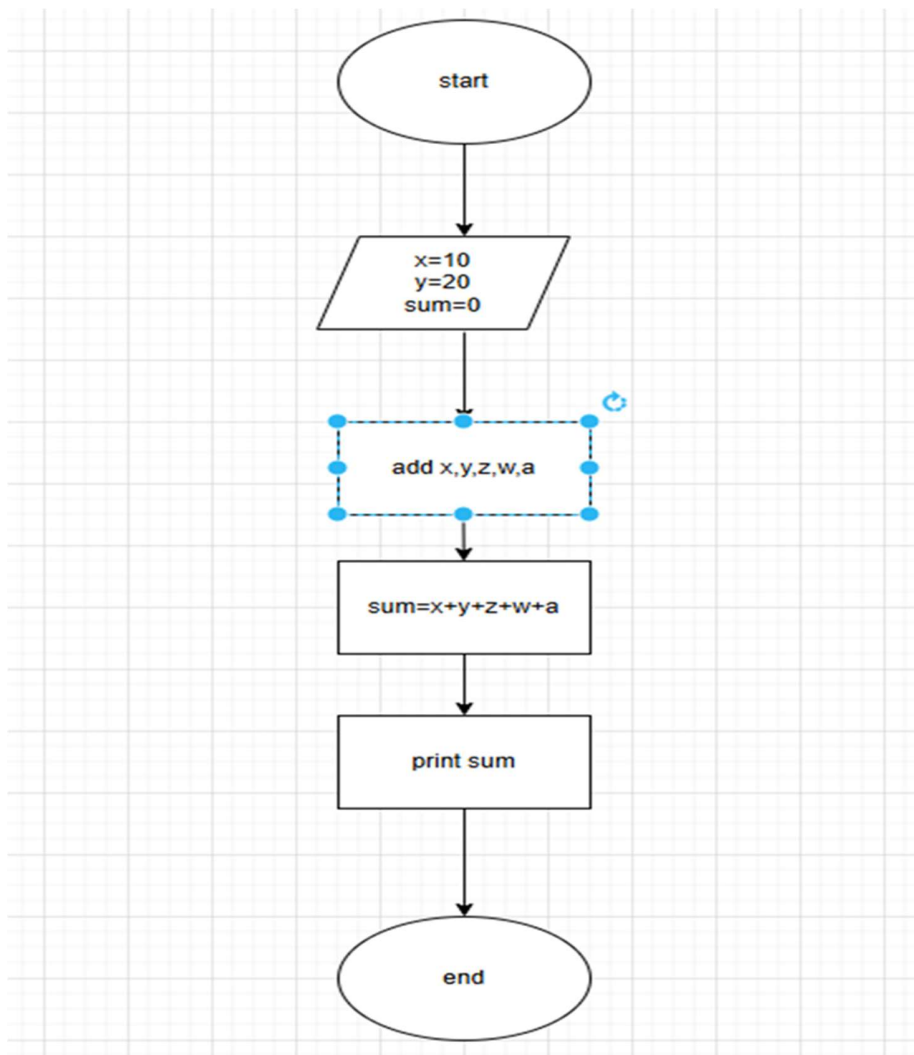 start
x=10
y=20
sum=0
add x,y,z,w,a
sum=x+y+z+w+a
print sum
end